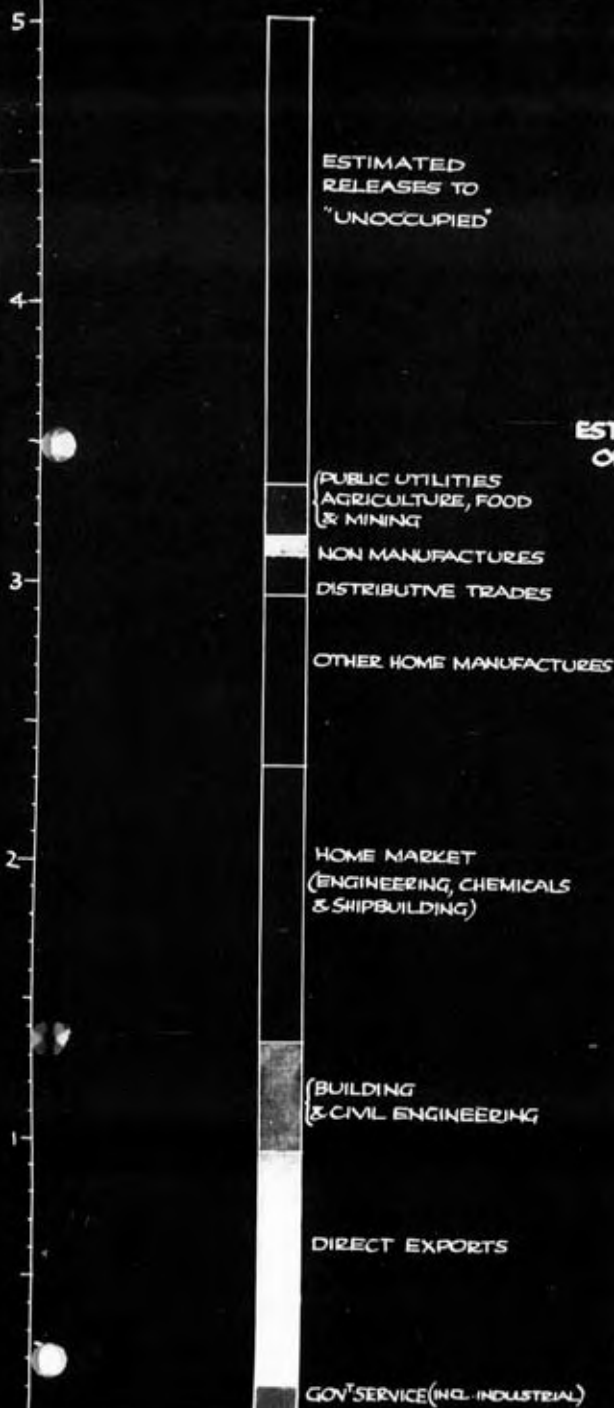 5
ESTIMATED
RELEASES TO
"UNOCCUPIED"
4
PUBLIC UTILITIES
AGRICULTURE, FOOD
& MINING
NON MANUFACTURES
3
DISTRIBUTIVE TRADES
OTHER HOME MANUFACTURES
2
HOME MARKET
(ENGINEERING, CHEMICALS
& SHIPBUILDING)
BUILDING
& CIVIL ENGINEERING
1
DIRECT EXPORTS
GOVT SERVICE (INCL. INDUSTRIAL)